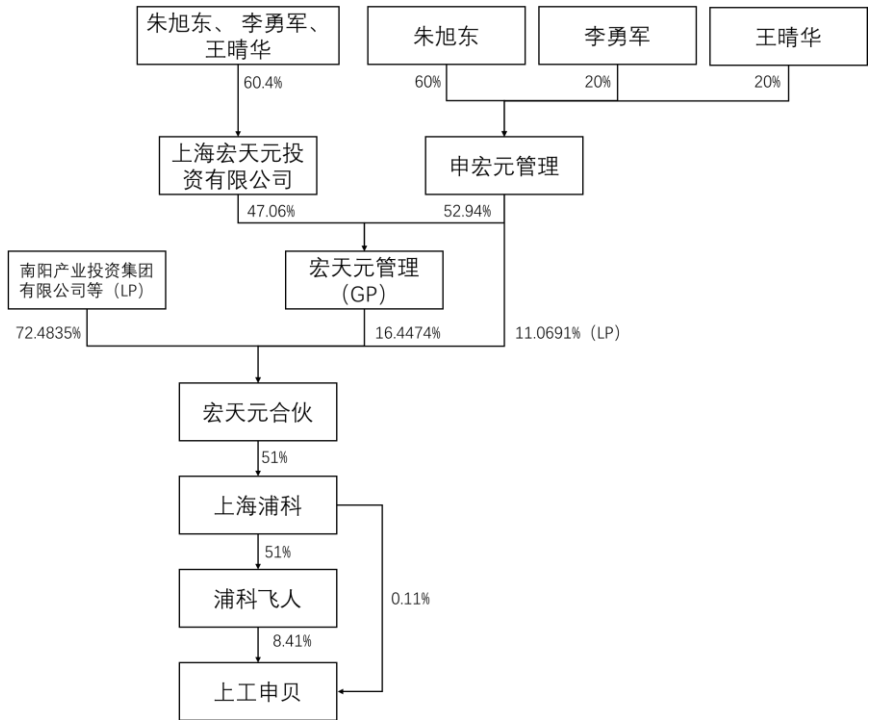 朱旭东、 李勇军、
王晴华
朱旭东
李勇军
王晴华
60.4%
60%
20%
20%
上海宏天元投
资有限公司
申宏元管理
47.06%
52.94%
南阳产业投资集团
有限公司等（LP）
宏天元管理
（GP）
72.4835%
16.4474%
11.0691%（LP）
宏天元合伙
51%
上海浦科
51%
浦科飞人
0.11%
8.41%
上工申贝